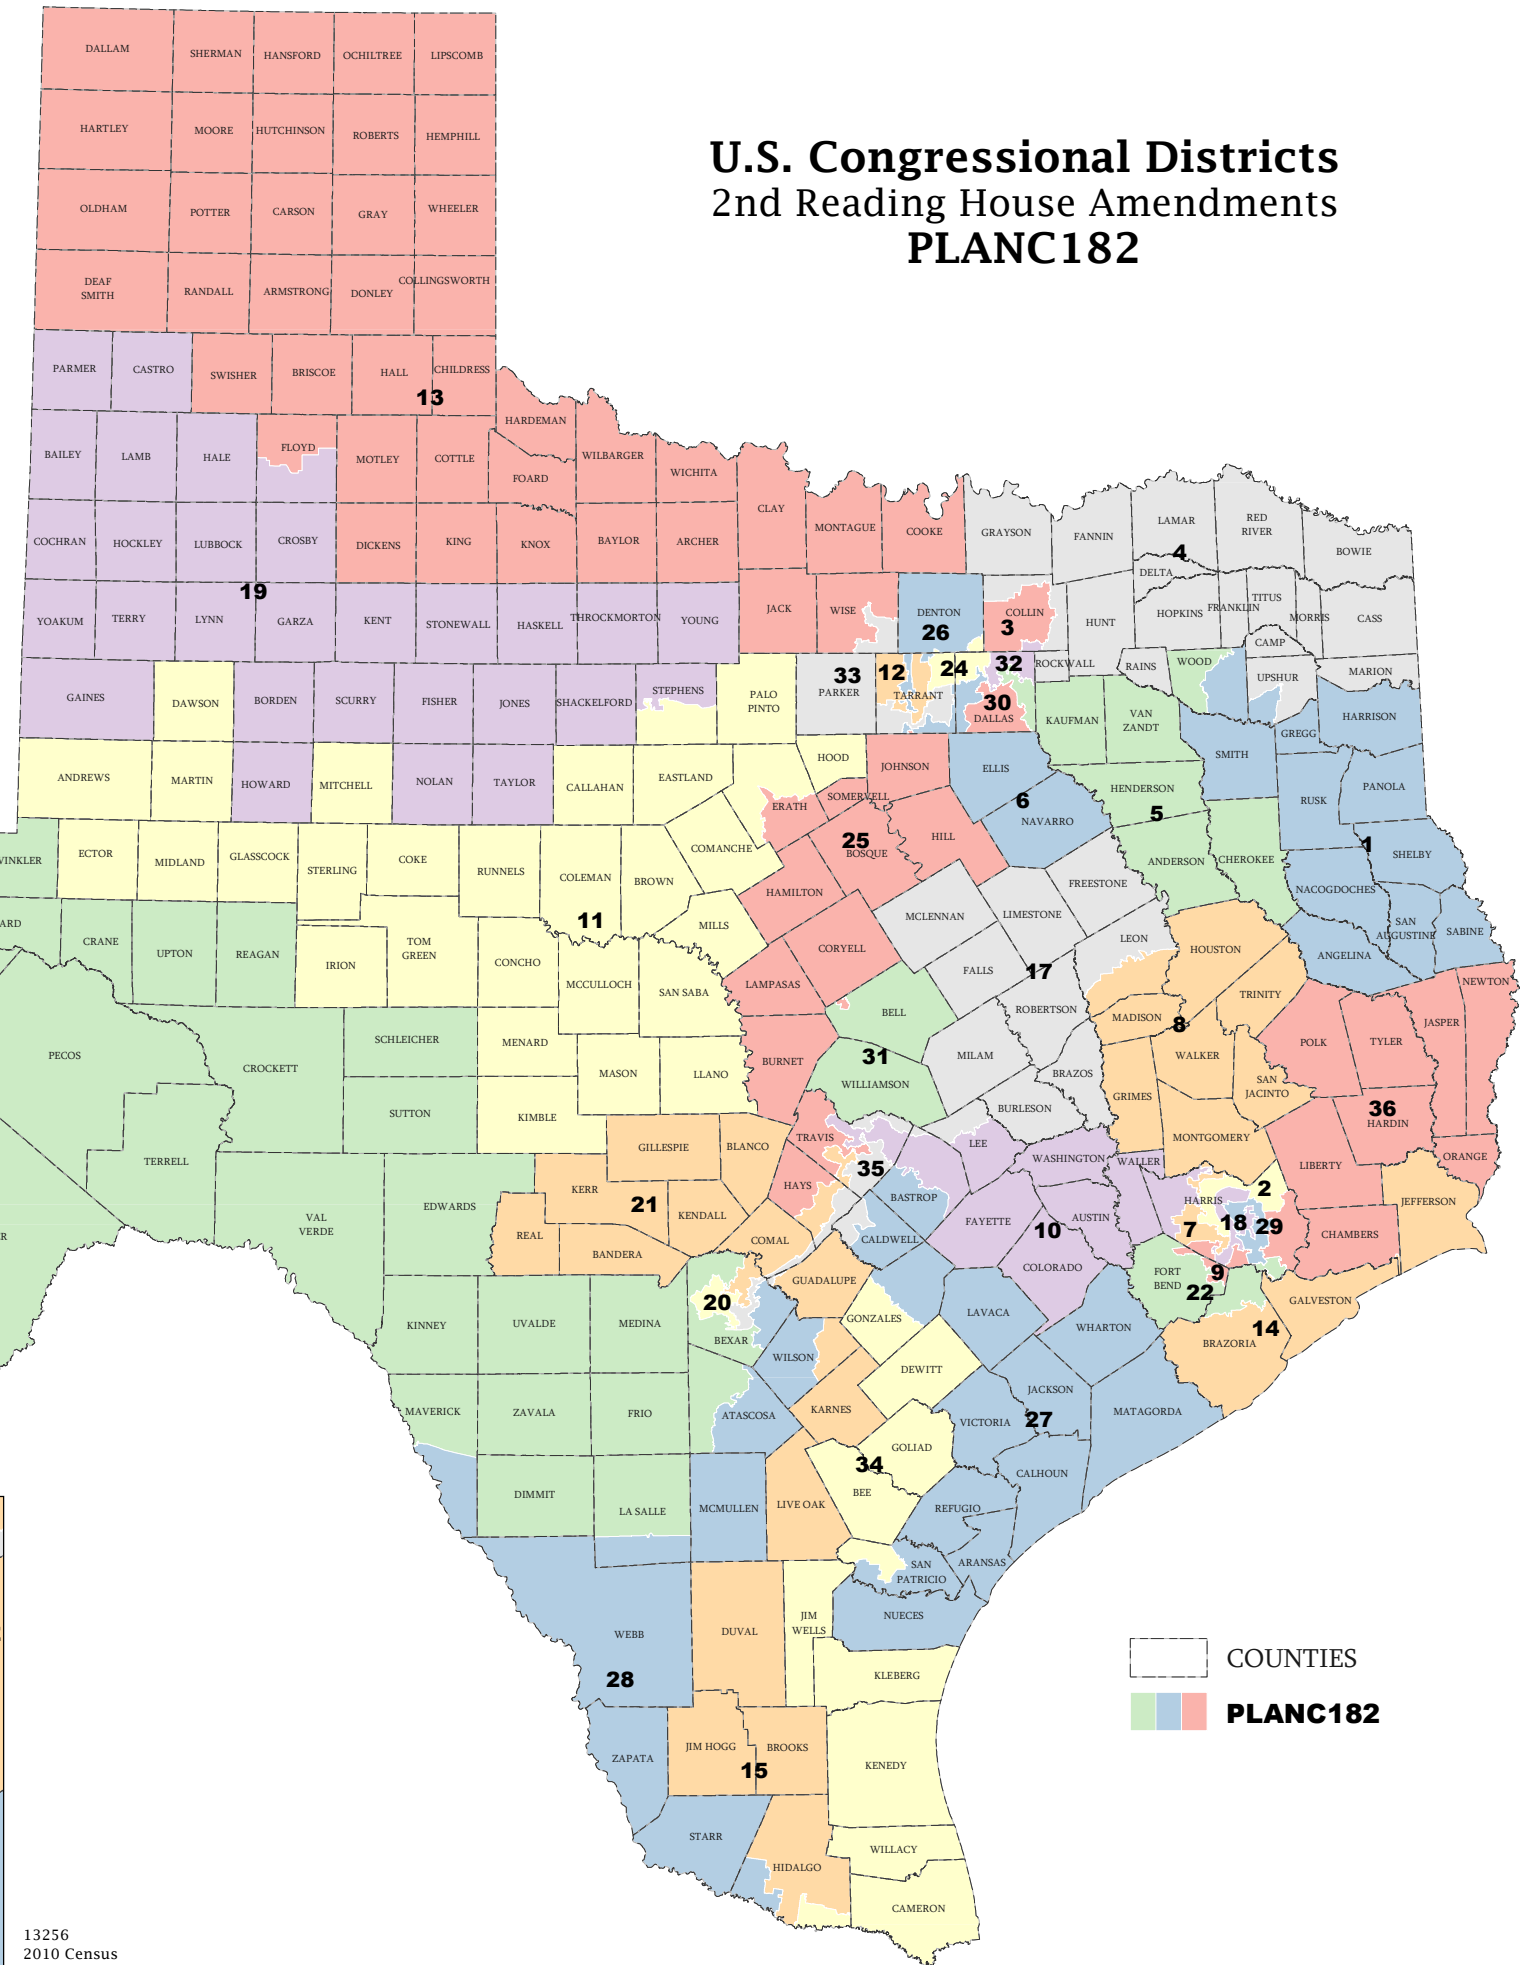 U.S. Congressional Districts
2nd Reading House Amendments
PLANC182
DALLAM
SHERMAN
HANSFORD
OCHILTREE
LIPSCOMB
HARTLEY
MOORE
HUTCHINSON
ROBERTS
HEMPHILL
OLDHAM
POTTER
CARSON
GRAY
WHEELER
DEAF
SMITH
RANDALL
ARMSTRONG
DONLEY
COLLINGSWORTH
PARMER
CASTRO
SWISHER
BRISCOE
HALL
CHILDRESS
13
HARDEMAN
BAILEY
LAMB
HALE
FLOYD
MOTLEY
COTTLE
FOARD
WILBARGER
WICHITA
CLAY
MONTAGUE
COOKE
GRAYSON
FANNIN
LAMAR
RED
RIVER
BOWIE
4
DELTA
COCHRAN
HOCKLEY
LUBBOCK
CROSBY
DICKENS
KING
KNOX
BAYLOR
ARCHER
19
YOAKUM
TERRY
LYNN
GARZA
KENT
STONEWALL
HASKELL
THROCKMORTON
YOUNG
JACK
WISE
DENTON
26
COLLIN
3
HUNT
HOPKINS
FRANKLIN
TITUS
MORRIS
CASS
CAMP
GAINES
DAWSON
BORDEN
SCURRY
FISHER
JONES
SHACKELFORD
STEPHENS
PALO
PINTO
33
PARKER
12
TARRANT
24
32
ROCKWALL
30
DALLAS
RAINS
WOOD
UPSHUR
MARION
KAUFMAN
VAN
ZANDT
SMITH
GREGG
HARRISON
ANDREWS
MARTIN
HOWARD
MITCHELL
NOLAN
TAYLOR
CALLAHAN
EASTLAND
HOOD
JOHNSON
ELLIS
ERATH
SOMERVELL
6
NAVARRO
HENDERSON
5
RUSK
PANOLA
WINKLER
ECTOR
MIDLAND
GLASSCOCK
STERLING
COKE
RUNNELS
COLEMAN
BROWN
COMANCHE
25
BOSQUE
HILL
HAMILTON
FREESTONE
ANDERSON
CHEROKEE
1
SHELBY
NACOGDOCHES
ARD
CRANE
UPTON
REAGAN
IRION
TOM
GREEN
CONCHO
11
MILLS
MCCULLOCH
SAN SABA
CORYELL
MCLENNAN
LIMESTONE
LEON
FALLS
17
HOUSTON
ANGELINA
SAN
AUGUSTINE
SABINE
LAMPASAS
BELL
ROBERTSON
MADISON
8
TRINITY
NEWTON
JASPER
POLK
TYLER
PECOS
CROCKETT
SCHLEICHER
MENARD
MASON
LLANO
BURNET
31
WILLIAMSON
MILAM
BRAZOS
WALKER
SAN
JACINTO
GRIMES
SUTTON
KIMBLE
BURLESON
36
HARDIN
MONTGOMERY
TERRELL
GILLESPIE
BLANCO
TRAVIS
LEE
WASHINGTON
WALLER
LIBERTY
ORANGE
R
VAL
VERDE
EDWARDS
REAL
KERR
21
KENDALL
BANDERA
HAYS
35
BASTROP
FAYETTE
10
AUSTIN
HARRIS
2
7
18
29
JEFFERSON
CHAMBERS
COMAL
CALDWELL
COLORADO
FORT
BEND
9
22
GALVESTON
14
BRAZORIA
GUADALUPE
20
BEXAR
GONZALES
LAVACA
WHARTON
KINNEY
UVALDE
MEDINA
WILSON
DEWITT
JACKSON
MATAGORDA
MAVERICK
ZAVALA
FRIO
ATASCOSA
KARNES
VICTORIA
27
GOLIAD
34
BEE
CALHOUN
DIMMIT
LA SALLE
MCMULLEN
LIVE OAK
REFUGIO
SAN
PATRICIO
ARANSAS
WEBB
28
DUVAL
JIM
WELLS
NUECES
KLEBERG
ZAPATA
JIM HOGG
BROOKS
15
KENEDY
STARR
HIDALGO
WILLACY
CAMERON
COUNTIES
PLANC182
13256
2010 Census